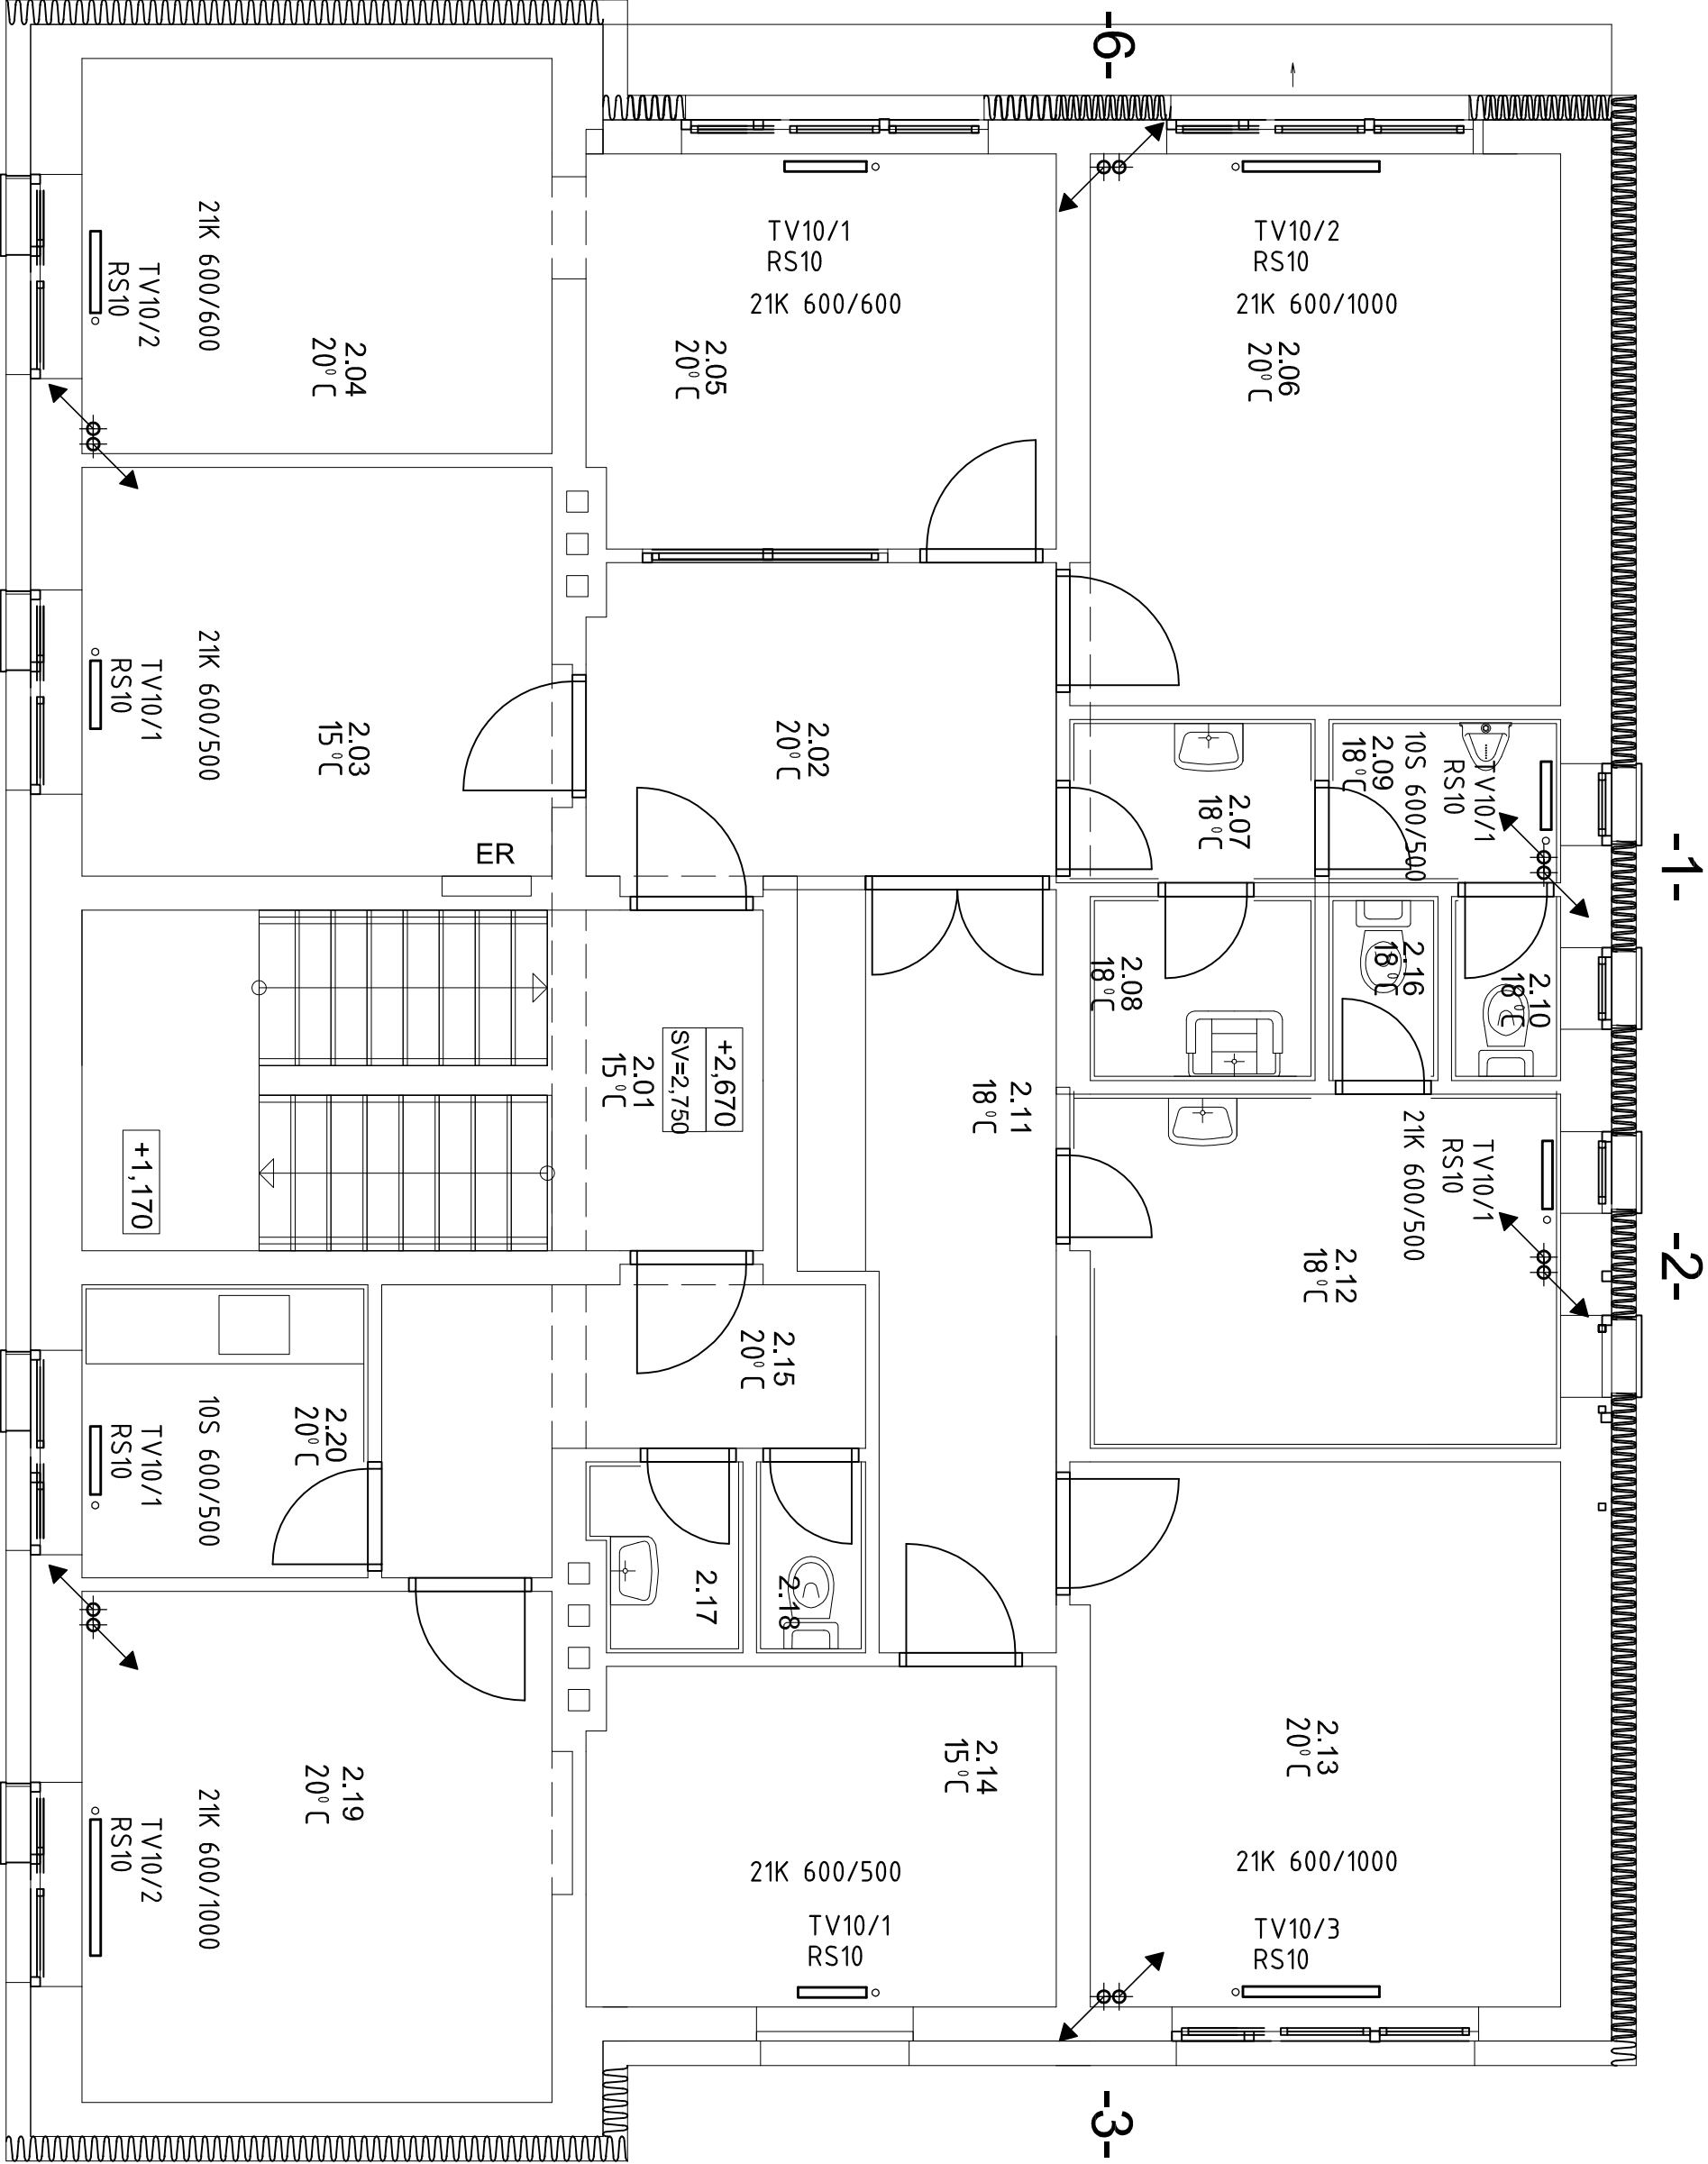 -6-
TV10/1
RS10
21K 600/600
TV10/2
RS10
21K 600/1000
21K 600/600
TV10/2
RS10
2.04
20°C
2.05
20°C
2.06
20°C
21K 600/500
TV10/1
RS10
2.03
15°C
2.02
20°C
2.07
18°C
TV10/1
RS10
10S 600/500
2.09
18°C
-1-
ER
2.08
18°C
2.16
18°C
2.10
18°C
+2,670
SV=2,750
2.01
15°C
2.11
18°C
+1,170
TV10/1
RS10
21K 600/500
2.12
18°C
-2-
2.15
20°C
2.20
20°C
10S 600/500
TV10/1
RS10
2.17
2.18
2.19
20°C
21K 600/1000
TV10/2
RS10
2.14
15°C
21K 600/500
TV10/1
RS10
2.13
20°C
21K 600/1000
TV10/3
RS10
-3-